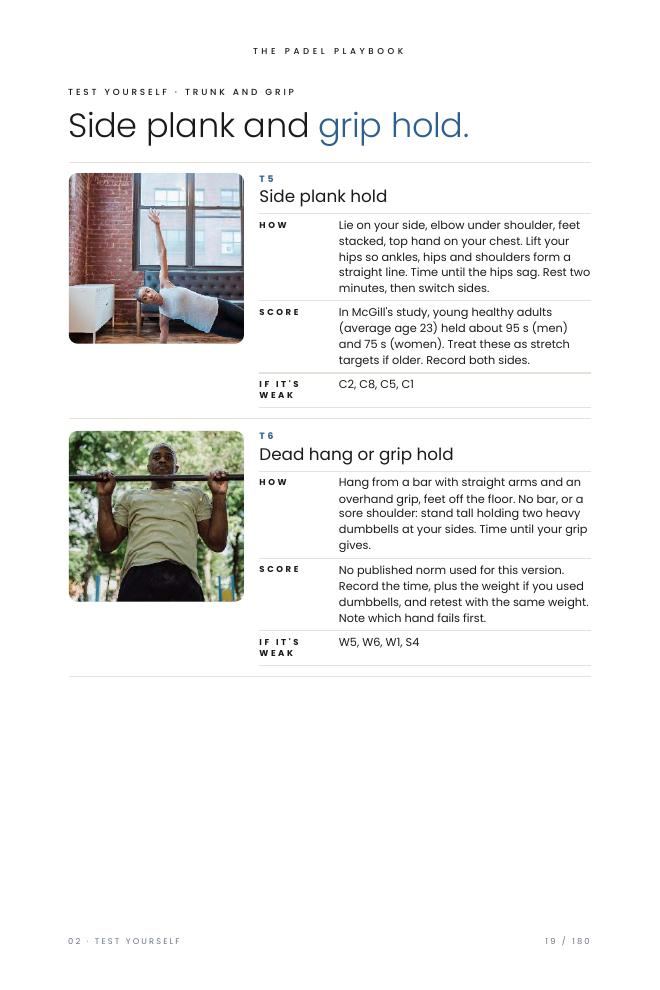 THE PADEL PLAYBOOK
TEST YOURSELF · TRUNK AND GRIP
Side plank and grip hold.
T5
Side plank hold
HOW
Lie on your side, elbow under shoulder, feet
stacked, top hand on your chest. Lift your
hips so ankles, hips and shoulders form a
straight line. Time until the hips sag. Rest two
minutes, then switch sides.
SCORE
In McGill's study, young healthy adults
(average age 23) held about 95 s (men)
and 75 s (women). Treat these as stretch
targets if older. Record both sides.
IF IT'S
WEAK
C2, C8, C5, C1
T6
Dead hang or grip hold
HOW
Hang from a bar with straight arms and an
overhand grip, feet off the floor. No bar, or a
sore shoulder: stand tall holding two heavy
dumbbells at your sides. Time until your grip
gives.
SCORE
No published norm used for this version.
Record the time, plus the weight if you used
dumbbells, and retest with the same weight.
Note which hand fails first.
IF IT'S
WEAK
W5, W6, W1, S4
02 · TEST YOURSELF
19 / 180